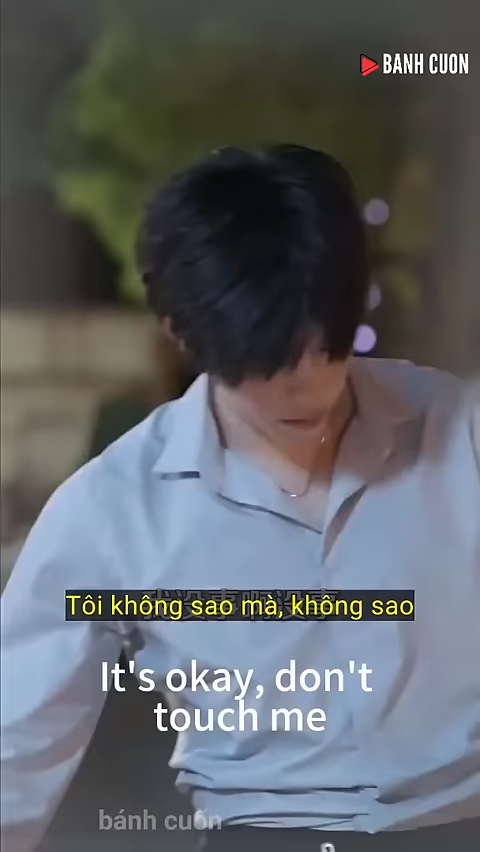 BANH CUON
Tôi không sao mà, không sao
It's okay, don't
touch me
bánh cuốn